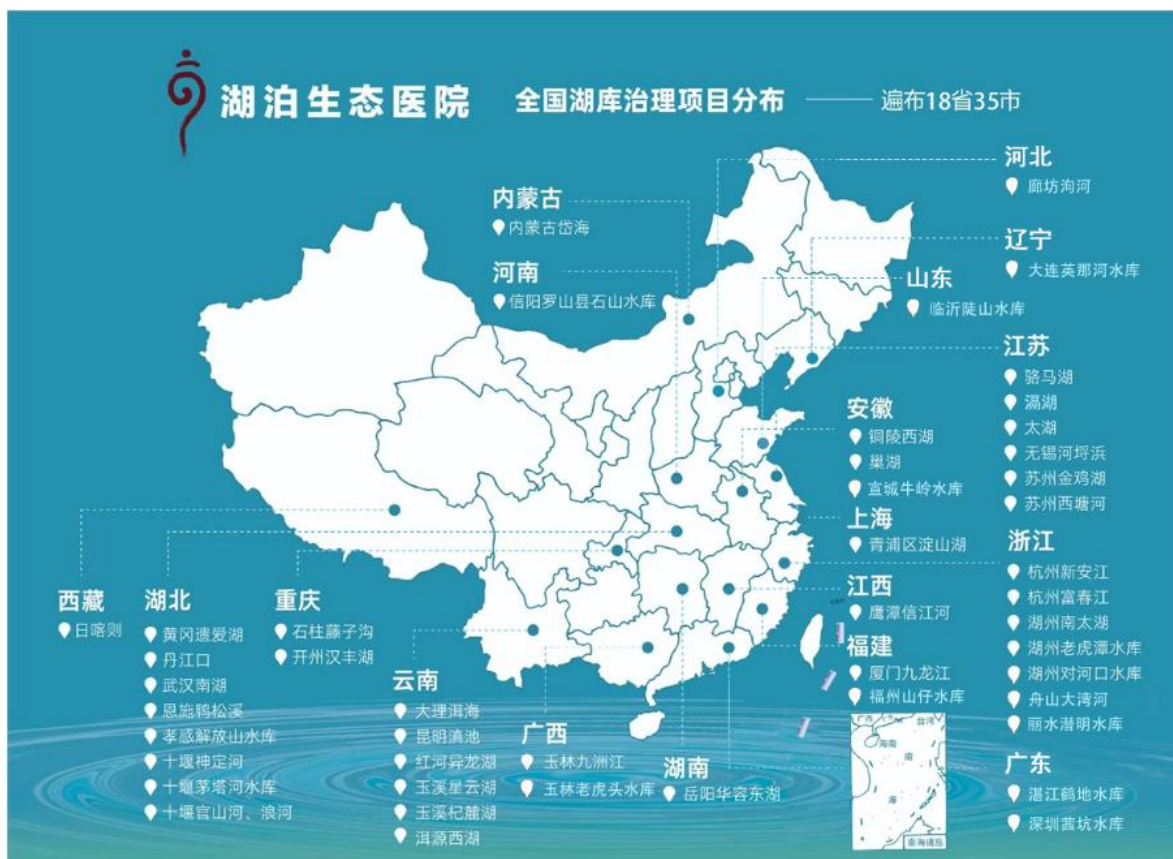 湖泊生态医院
全国湖库治理项目分布
遍布18省35市
河北
廊坊洵河
内蒙古
内蒙古岱海
辽宁
大连英那河水库
河南
信阳罗山县石山水库
山东
临沂陡山水库
江苏
骆马湖
滆湖
太湖
无锡河埒浜
苏州金鸡湖
苏州西塘河
安徽
铜陵西湖
巢湖
宣城牛岭水库
上海
青浦区淀山湖
浙江
杭州新安江
杭州富春江
湖州南太湖
湖州老虎潭水库
湖州对河口水库
舟山大湾河
丽水潜明水库
江西
鹰潭信江河
福建
厦门九龙江
福州山仔水库
西藏
日喀则
湖北
黄冈遗爱湖
丹江口
武汉南湖
恩施鸭松溪
孝感解放山水库
十堰神定河
十堰茅塔河水库
十堰官山河、浪河
重庆
石柱藤子沟
开州汉丰湖
云南
大理洱海
昆明滇池
红河异龙湖
玉溪星云湖
玉溪杞麓湖
洱源西湖
广西
玉林九洲江
玉林老虎头水库
湖南
岳阳华容东湖
广东
湛江鹤地水库
深圳茜坑水库
广西
台湾
海南
南
海
南海诸岛